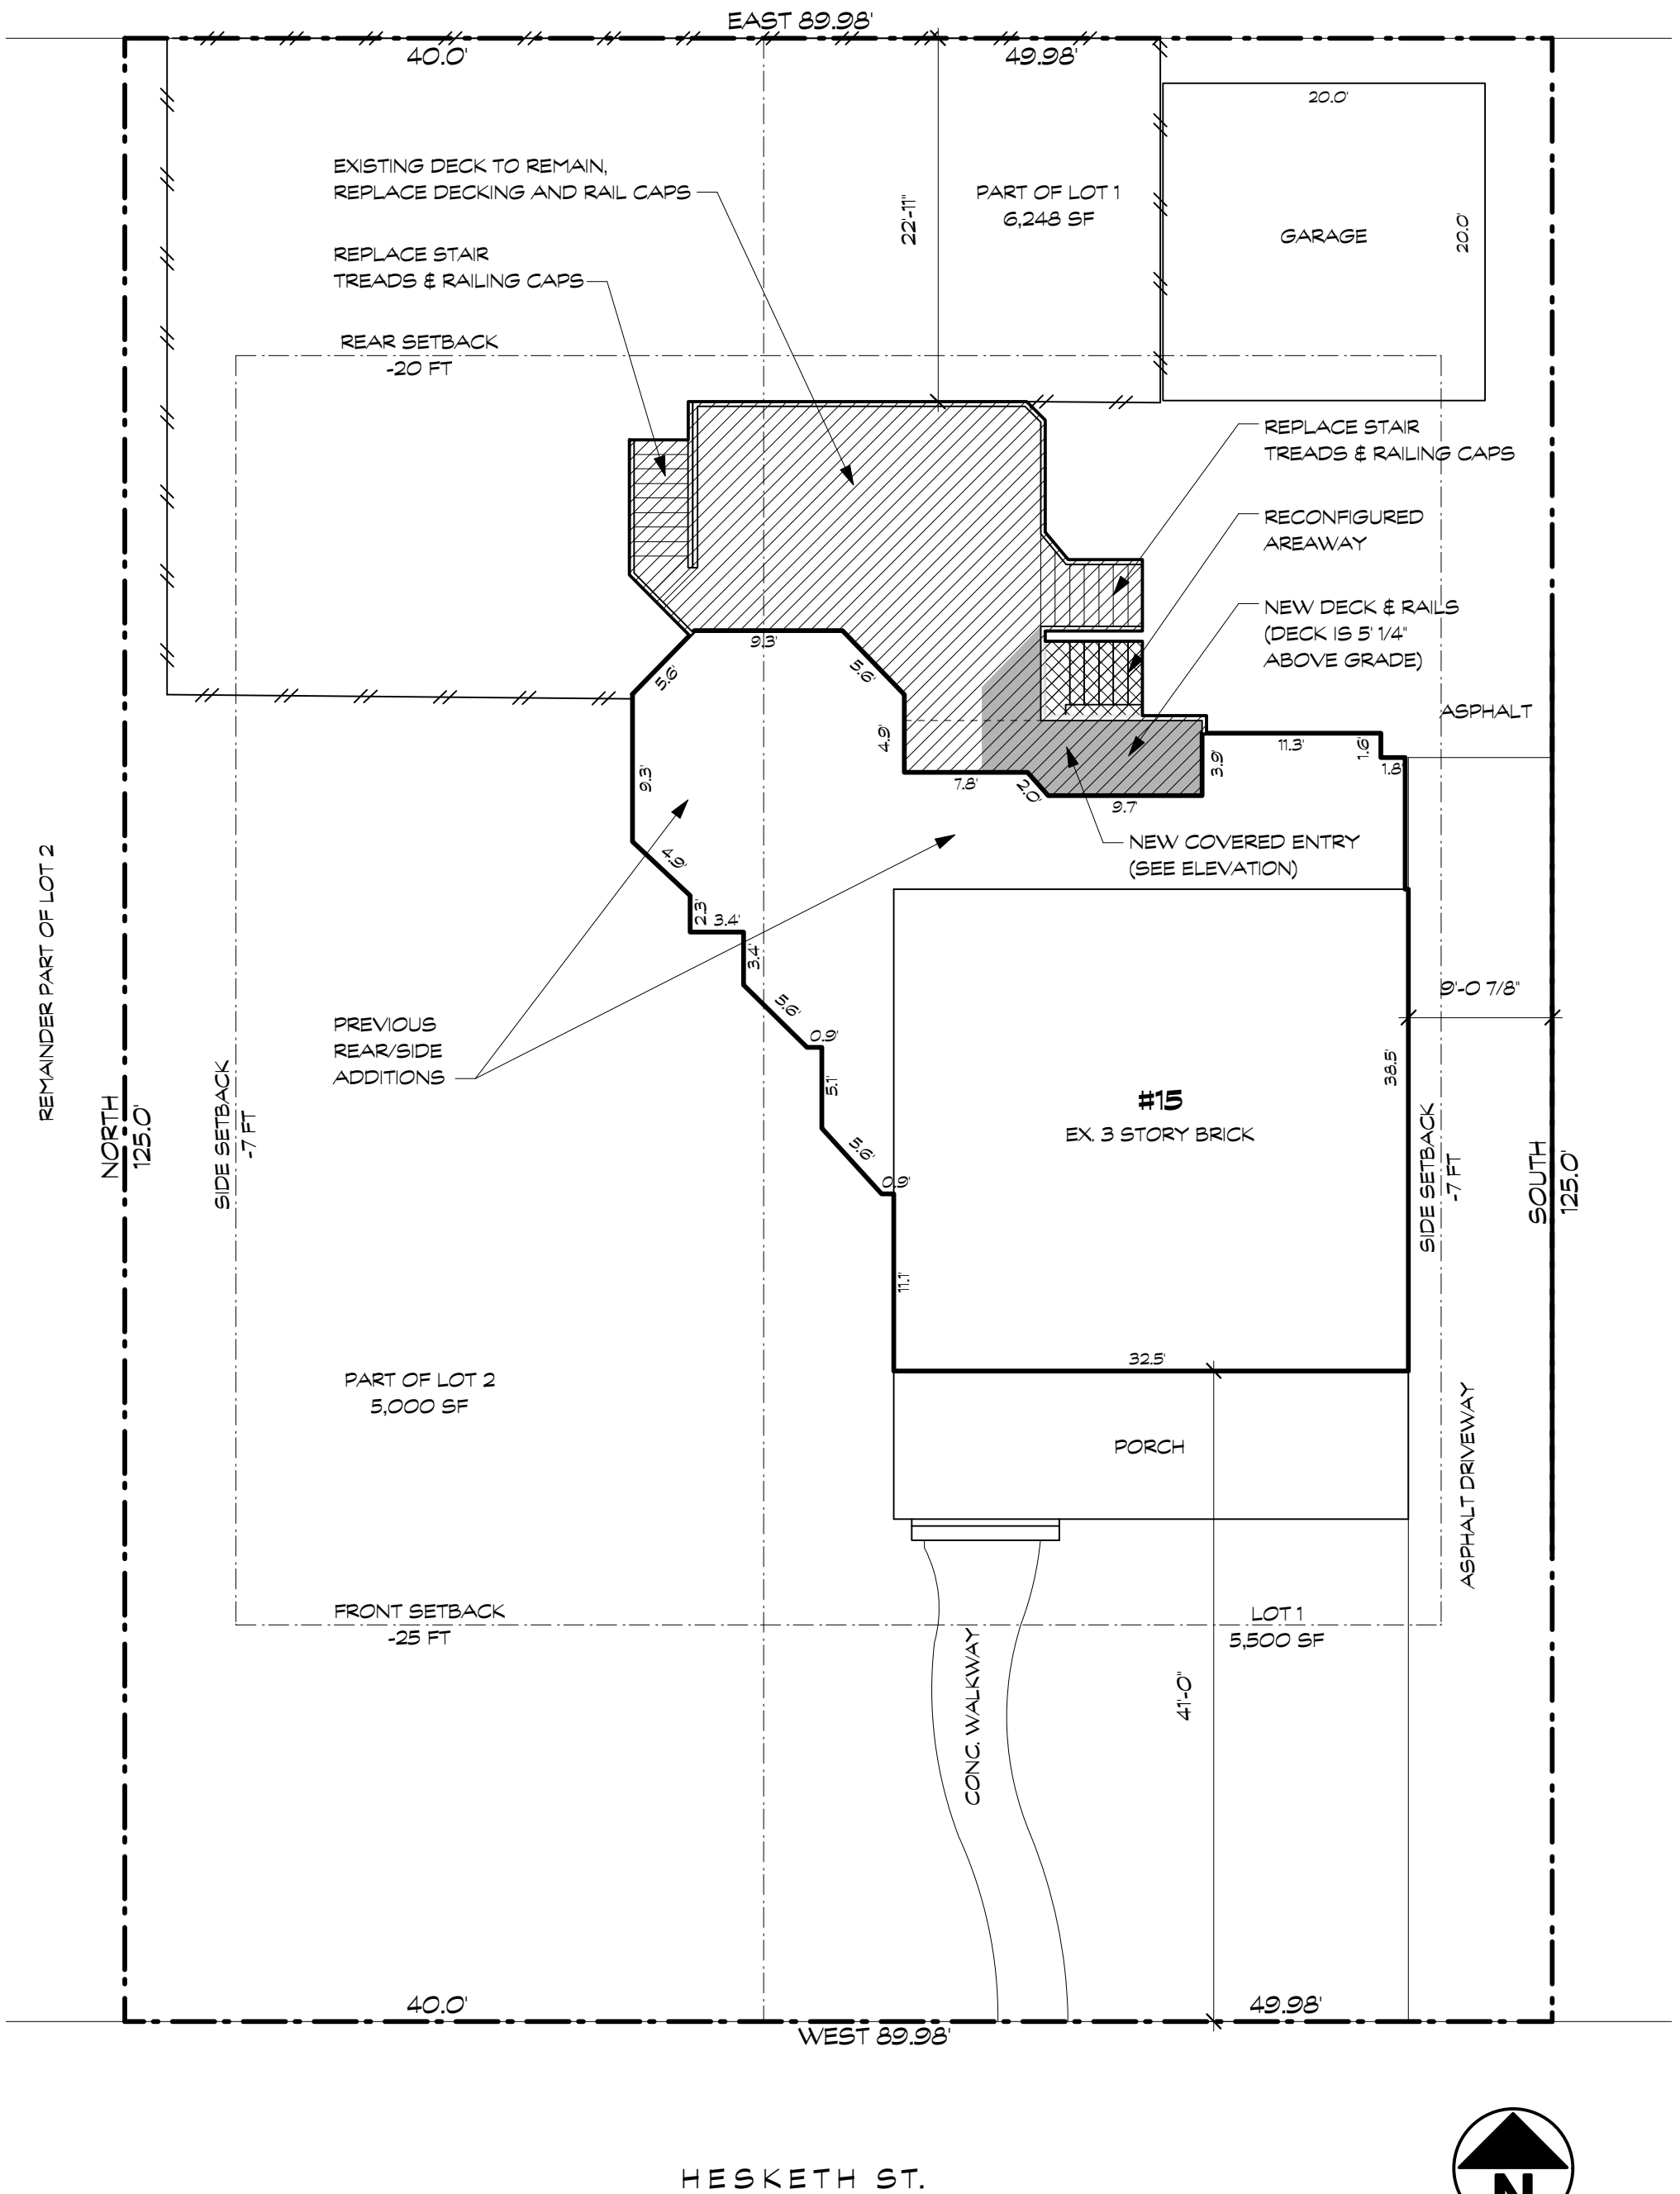 EAST 89.98'
40.0'
49.98'
20.0'
EXISTING DECK TO REMAIN,
REPLACE DECKING AND RAIL CAPS
22'-11"
PART OF LOT 1
6,248 SF
GARAGE
20.0'
REPLACE STAIR
TREADS & RAILING CAPS
REAR SETBACK
-20 FT
REPLACE STAIR
TREADS & RAILING CAPS
RECONFIGURED
AREAWAY
NEW DECK & RAILS
(DECK IS 5' 1/4"
ABOVE GRADE)
9.3'
5.6'
5.6'
4.9'
ASPHALT
11.3'
1.6'
1.8'
3.9'
9.3'
7.8'
2.0'
9.7'
NEW COVERED ENTRY
(SEE ELEVATION)
4.9'
2.3'
3.4'
3.4'
REMAINDER PART OF LOT 2
5.6'
9'-0 7/8"
PREVIOUS
REAR/SIDE
ADDITIONS
0.9'
5.1'
38.5'
#15
EX. 3 STORY BRICK
NORTH
125.0'
SIDE SETBACK
-7 FT
5.6'
0.9'
SIDE SETBACK
-7 FT
SOUTH
125.0'
11.1'
32.5'
PART OF LOT 2
5,000 SF
PORCH
ASPHALT DRIVEWAY
FRONT SETBACK
-25 FT
LOT 1
5,500 SF
CONC. WALKWAY
41'-0"
40.0'
49.98'
WEST 89.98'
HESKETH ST.
N